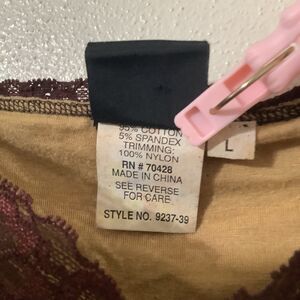 95% COTTON
5% SPANDEX
TRIMMING:
100% NYLON
RN # 70428
MADE IN CHINA
SEE REVERSE
FOR CARE
STYLE NO. 9237-39
L